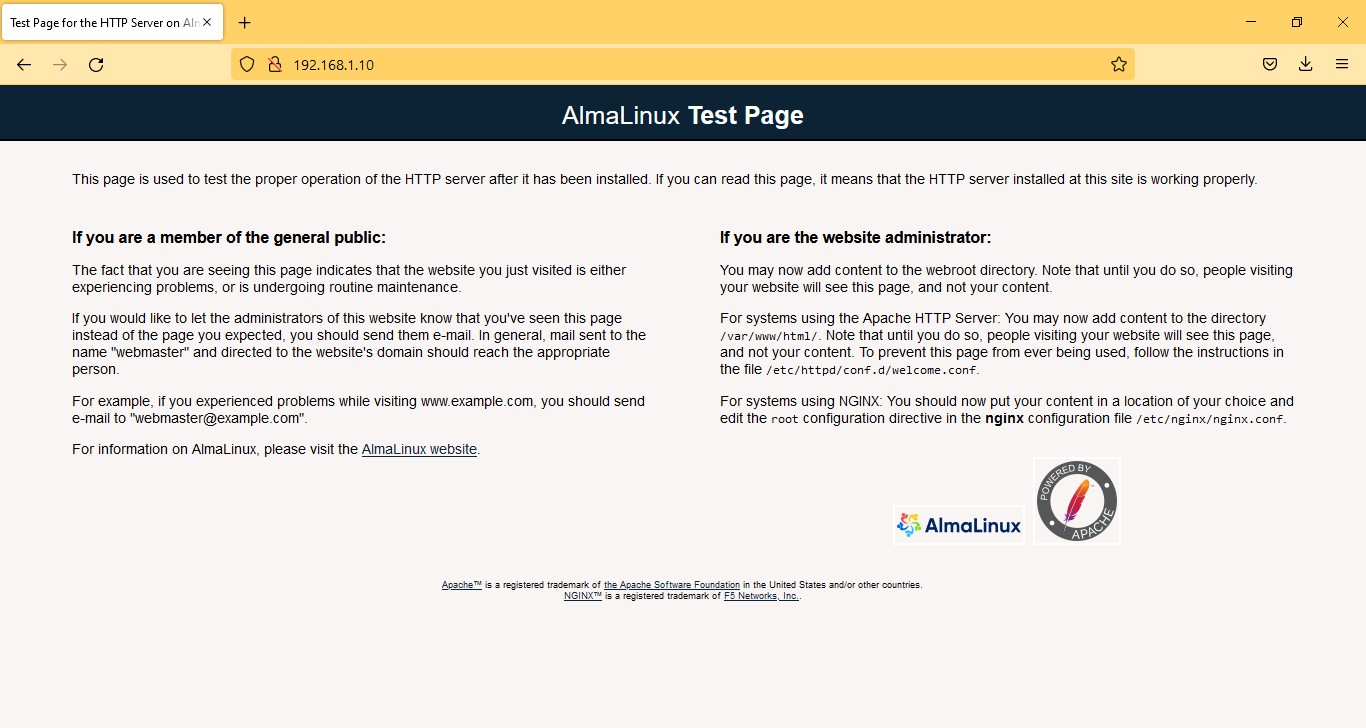 Test Page for the HTTP Server on Alm
192.168.1.10
AlmaLinux Test Page
This page is used to test the proper operation of the HTTP server after it has been installed. If you can read this page, it means that the HTTP server installed at this site is working properly.
If you are a member of the general public:
The fact that you are seeing this page indicates that the website you just visited is either
experiencing problems, or is undergoing routine maintenance.
If you would like to let the administrators of this website know that you've seen this page
instead of the page you expected, you should send them e-mail. In general, mail sent to the
name "webmaster" and directed to the website's domain should reach the appropriate
person.
For example, if you experienced problems while visiting www.example.com, you should send
e-mail to "webmaster@example.com".
For information on AlmaLinux, please visit the AlmaLinux website.
If you are the website administrator:
You may now add content to the webroot directory. Note that until you do so, people visiting
your website will see this page, and not your content.
For systems using the Apache HTTP Server: You may now add content to the directory
/var/www/html/. Note that until you do so, people visiting your website will see this page,
and not your content. To prevent this page from ever being used, follow the instructions in
the file /etc/httpd/conf.d/welcome.conf.
For systems using NGINX: You should now put your content in a location of your choice and
edit the root configuration directive in the nginx configuration file /etc/nginx/nginx.conf.
AlmaLinux
POWERED BY
APACHE
Apache™ is a registered trademark of the Apache Software Foundation in the United States and/or other countries.
NGINX™ is a registered trademark of F5 Networks, Inc..